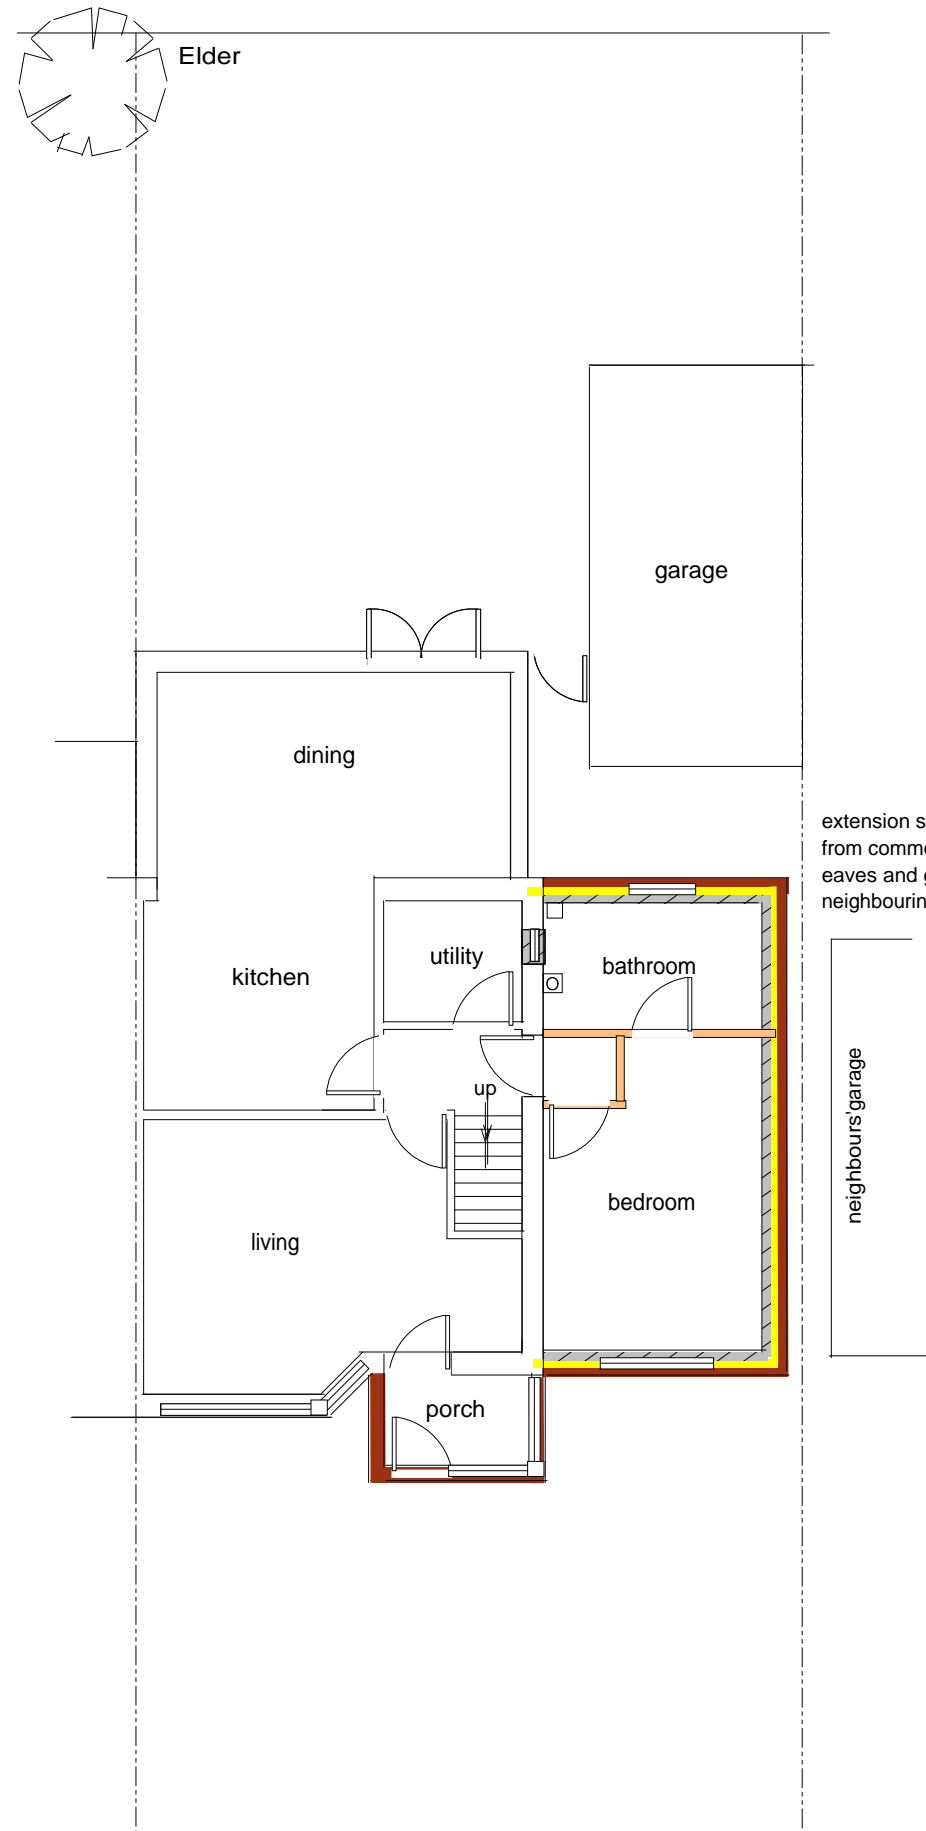 Elder
garage
dining
extension s
from comm
eaves and g
neighbourin
utility
bathroom
kitchen
up
neighbours'garage
bedroom
living
porch